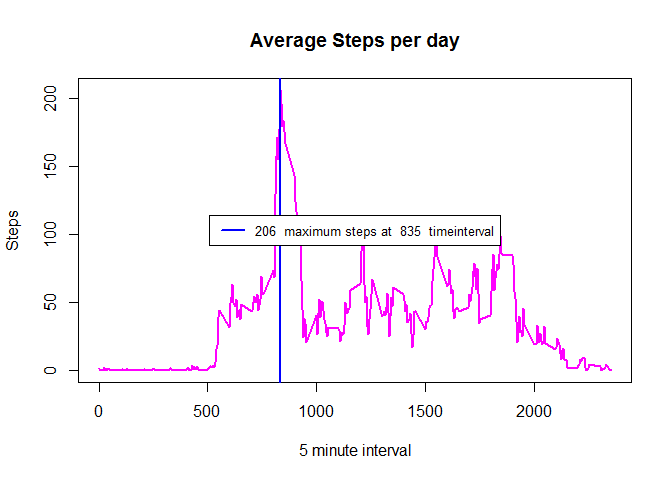 Average Steps per day
Steps
200
150
100
50
0
206 maximum steps at 835 timeinterval
0 500 1000 1500 2000
5 minute interval